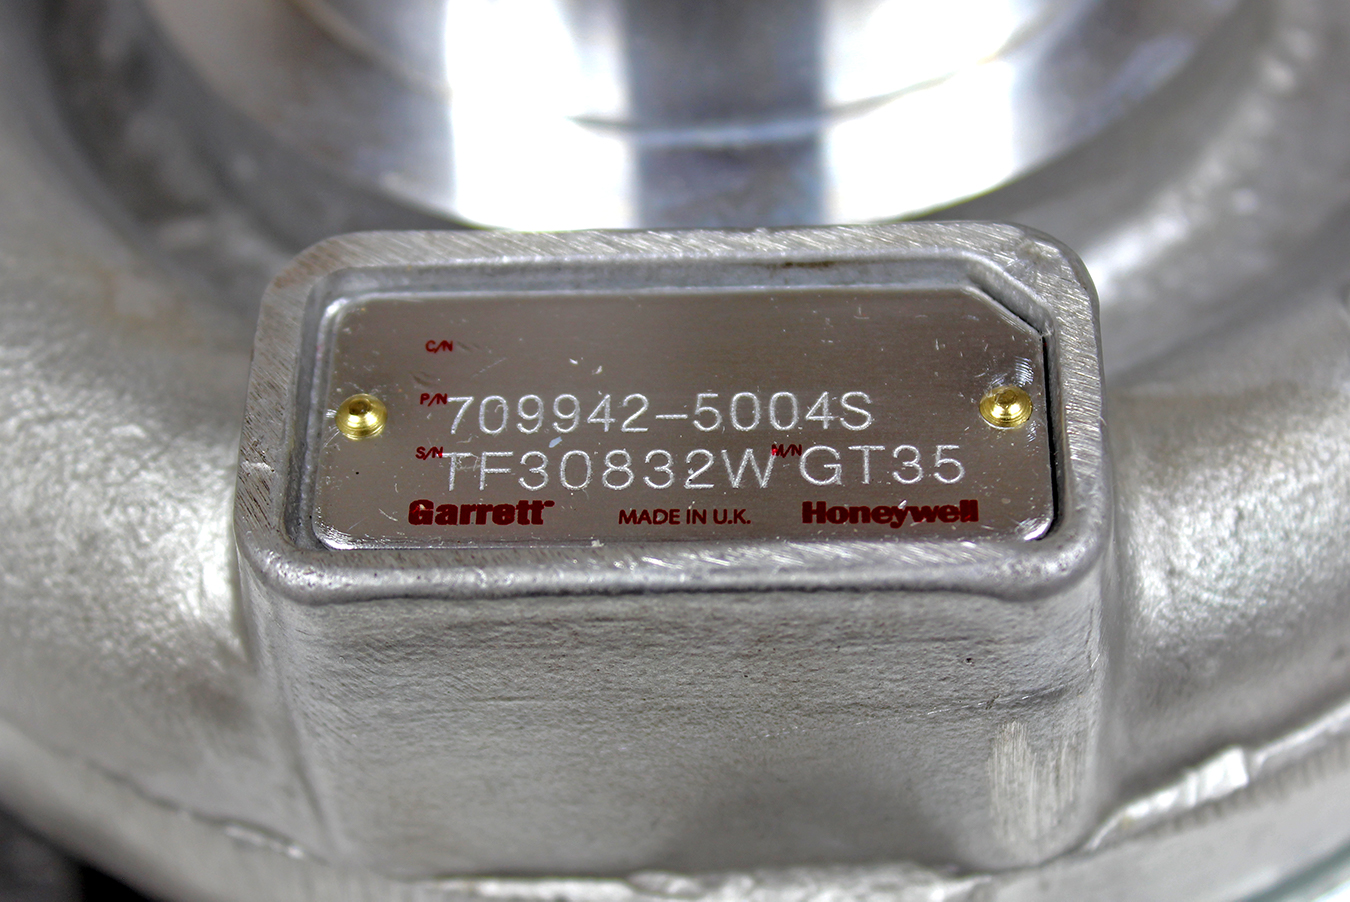 C/N
P/N 709942-5004S
S/N TF30832W M/N GT35
Garrett MADE IN U.K. Honeywell